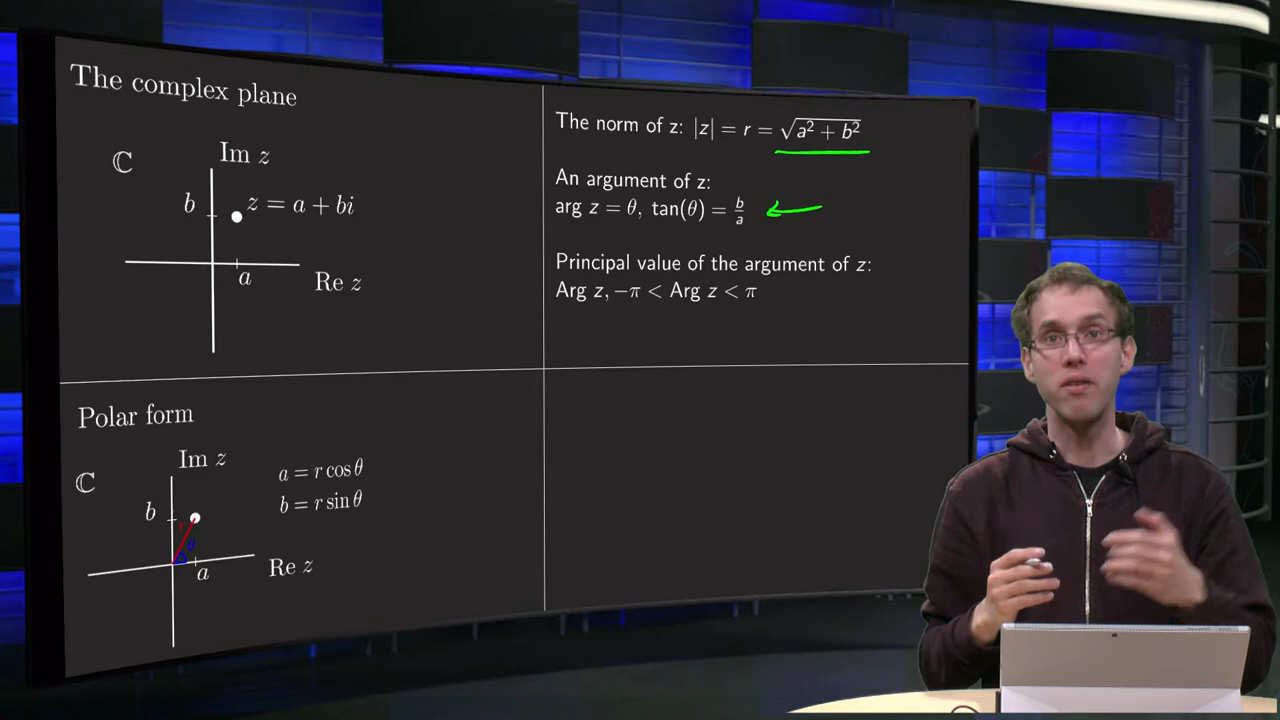 The complex plane
ℂ
Im z
b
z = a + bi
a
Re z
The norm of z: |z| = r = √(a² + b²)
An argument of z:
arg z = θ, tan(θ) = b/a
Principal value of the argument of z:
Arg z, −π < Arg z < π
Polar form
ℂ
Im z
a = r cos θ
b = r sin θ
b
r
θ
a
Re z